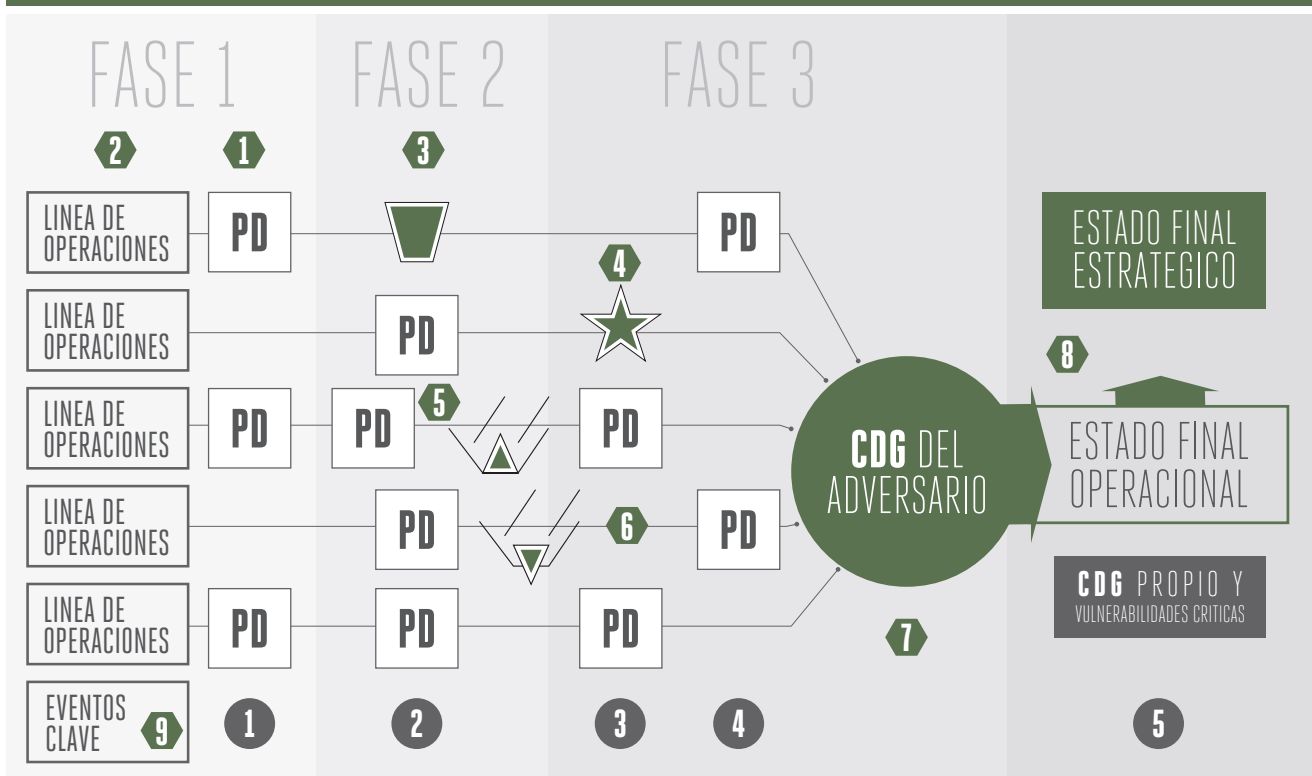 FASE 1
FASE 2
FASE 3
2
1
3
LINEA DE
OPERACIONES
PD
PD
ESTADO FINAL
ESTRATEGICO
4
LINEA DE
OPERACIONES
PD
8
LINEA DE
OPERACIONES
PD
PD
5
PD
CDG DEL
ADVERSARIO
ESTADO FINAL
OPERACIONAL
LINEA DE
OPERACIONES
PD
6
PD
CDG PROPIO Y
VULNERABILIDADES CRITICAS
LINEA DE
OPERACIONES
PD
PD
PD
7
EVENTOS
CLAVE
9
1
2
3
4
5